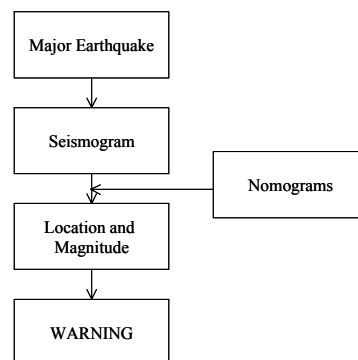 Major Earthquake
Seismogram
Nomograms
Location and
Magnitude
WARNING